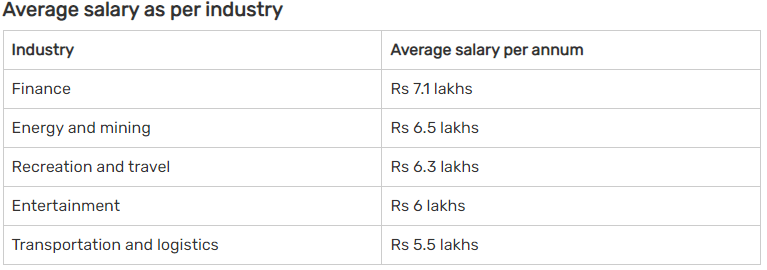 Average salary as per industry
Industry Average salary per annum
Finance Rs 7.1 lakhs
Energy and mining Rs 6.5 lakhs
Recreation and travel Rs 6.3 lakhs
Entertainment Rs 6 lakhs
Transportation and logistics Rs 5.5 lakhs